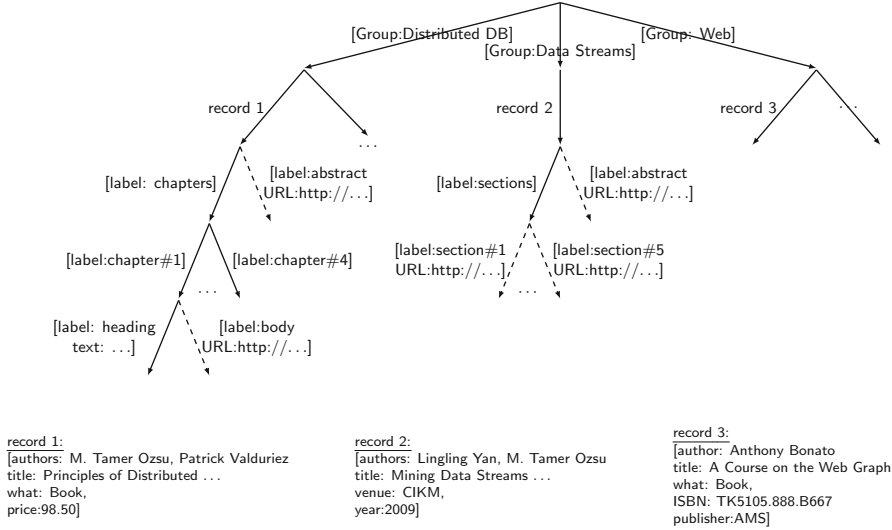 [Group:Distributed DB]
[Group: Web]
[Group:Data Streams]
record 1
record 2
record 3
...
...
[label: chapters]
[label:abstract
URL:http://...]
[label:sections]
[label:abstract
URL:http://...]
[label:chapter#1]
[label:chapter#4]
[label:section#1
URL:http://...]
[label:section#5
URL:http://...]
...
...
[label: heading
text: ...]
[label:body
URL:http://...]
record 1:
[authors: M. Tamer Ozsu, Patrick Valduriez
title: Principles of Distributed ...
what: Book,
price:98.50]
record 2:
[authors: Lingling Yan, M. Tamer Ozsu
title: Mining Data Streams ...
venue: CIKM,
year:2009]
record 3:
[author: Anthony Bonato
title: A Course on the Web Graph
what: Book,
ISBN: TK5105.888.B667
publisher:AMS]